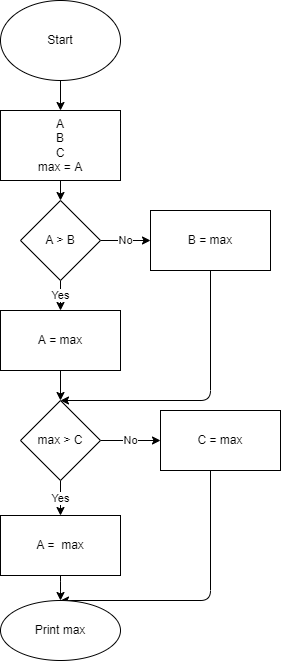 Start
A
B
C
max = A
A > B
No
B = max
Yes
A = max
max > C
No
C = max
Yes
A =  max
Print max